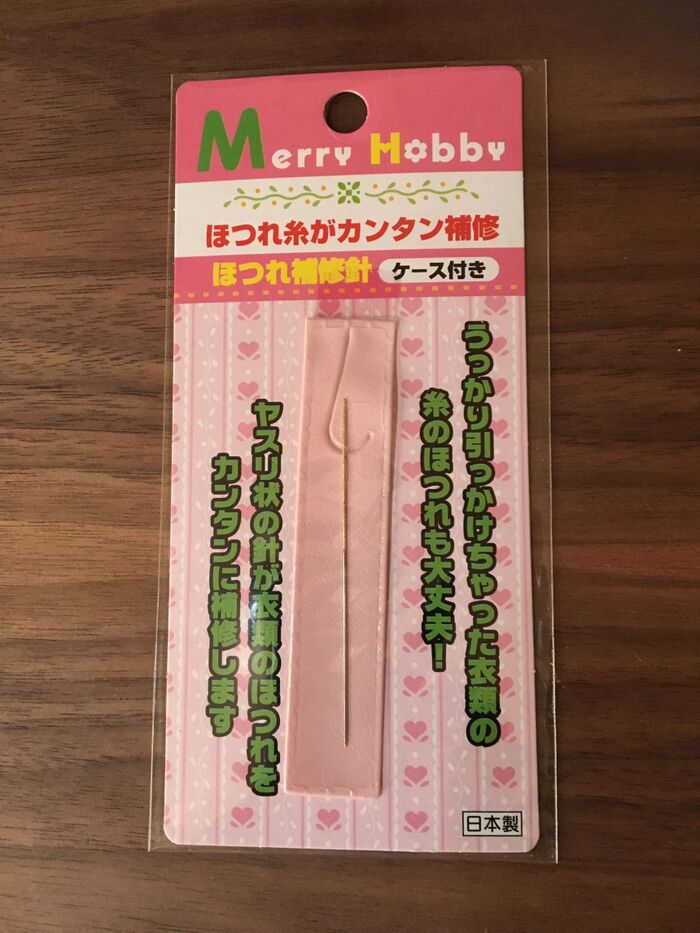 Merry Hobby
ほつれ糸がカンタン補修
ほつれ補修針 ケース付き
うっかり引っかけちゃった衣類の
糸のほつれも大丈夫!
ヤスリ状の針が衣類のほつれを
カンタンに補修します
日本製